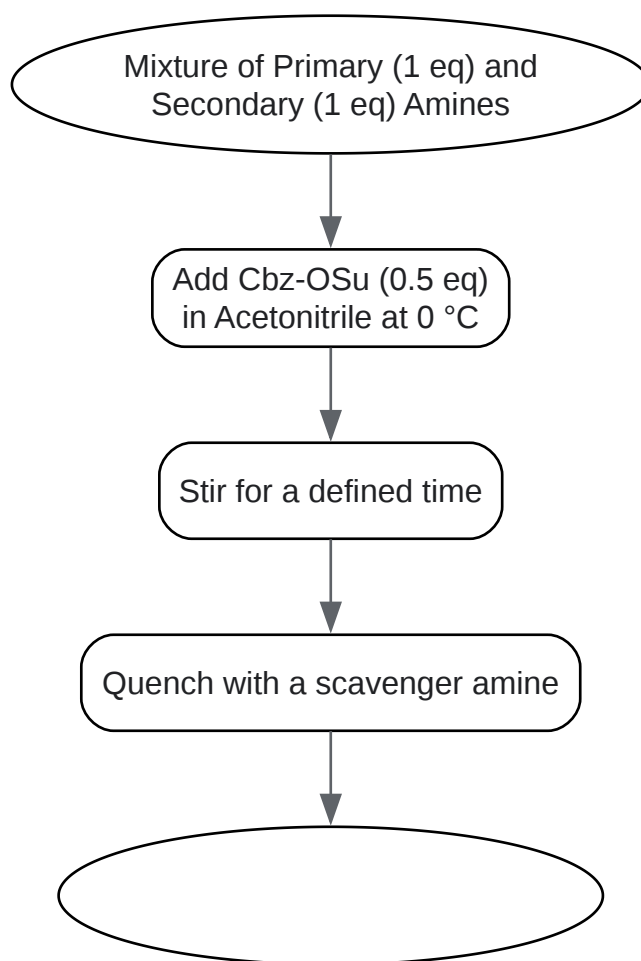 Mixture of Primary (1 eq) and
Secondary (1 eq) Amines
Add Cbz-OSu (0.5 eq)
in Acetonitrile at 0 °C
Stir for a defined time
Quench with a scavenger amine